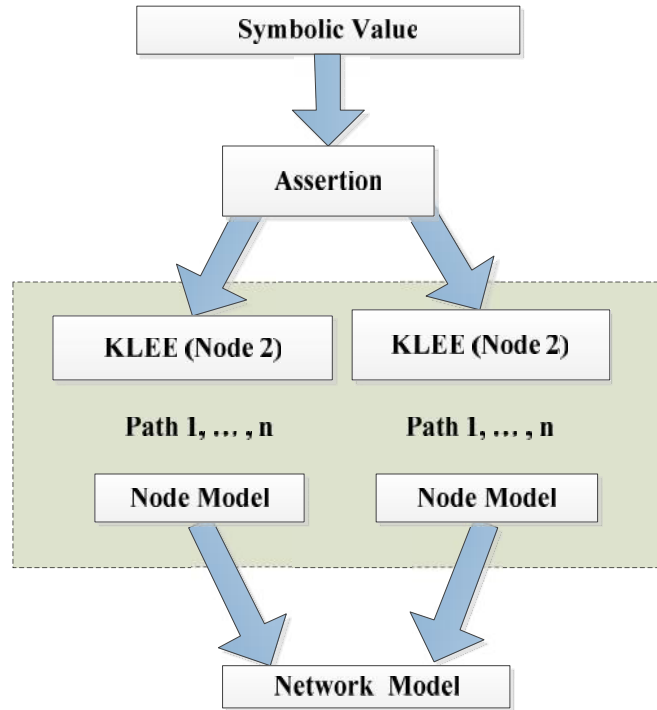 Symbolic Value
Assertion
KLEE (Node 2)
KLEE (Node 2)
Path 1, ... , n
Path 1, ... , n
Node Model
Node Model
Network Model